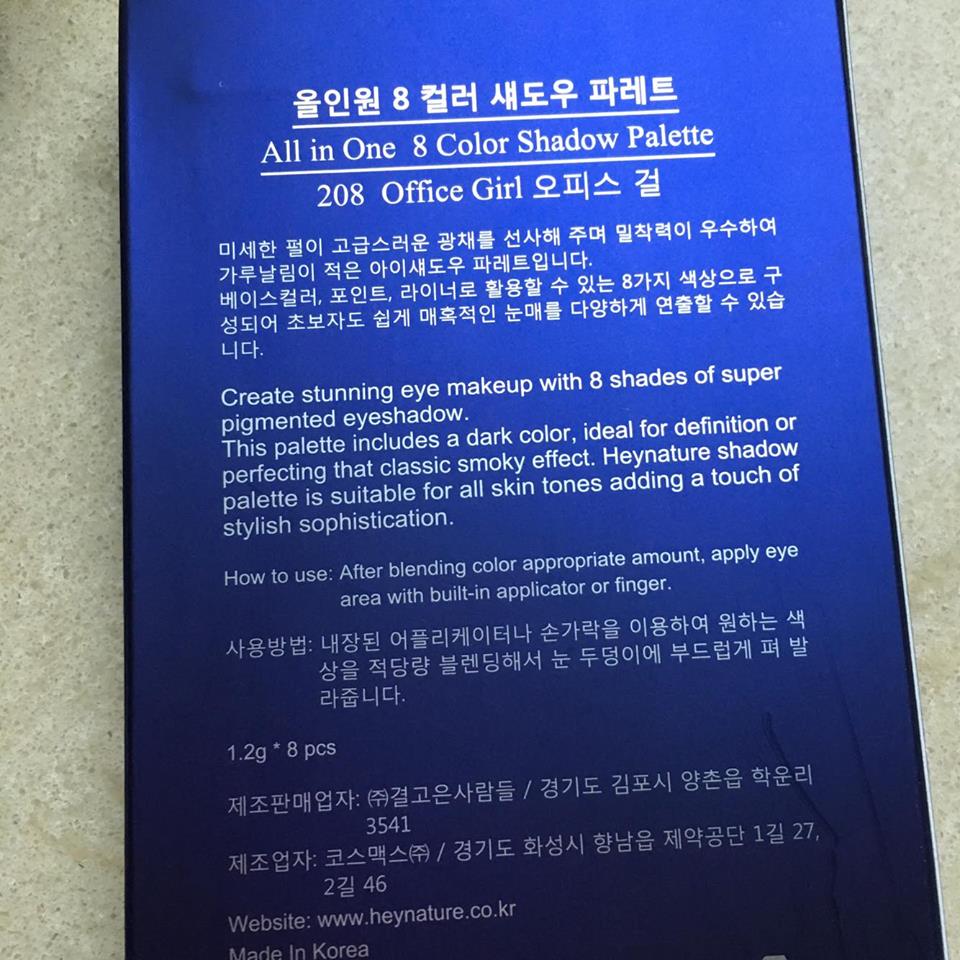 올인원 8 컬러 섀도우 파레트
All in One 8 Color Shadow Palette
208 Office Girl 오피스 걸
미세한 펄이 고급스러운 광채를 선사해 주며 밀착력이 우수하여
가루날림이 적은 아이섀도우 파레트입니다.
베이스컬러, 포인트, 라이너로 활용할 수 있는 8가지 색상으로 구
성되어 초보자도 쉽게 매혹적인 눈매를 다양하게 연출할 수 있습
니다.
Create stunning eye makeup with 8 shades of super
pigmented eyeshadow.
This palette includes a dark color, ideal for definition or
perfecting that classic smoky effect. Heynature shadow
palette is suitable for all skin tones adding a touch of
stylish sophistication.
How to use: After blending color appropriate amount, apply eye
area with built-in applicator or finger.
사용방법: 내장된 어플리케이터나 손가락을 이용하여 원하는 색
상을 적당량 블렌딩해서 눈 두덩이에 부드럽게 펴 발
라줍니다.
1.2g * 8 pcs
제조판매업자: ㈜결고은사람들 / 경기도 김포시 양촌읍 학운리
3541
제조업자: 코스맥스㈜ / 경기도 화성시 향남읍 제약공단 1길 27,
2길 46
Website: www.heynature.co.kr
Made In Korea